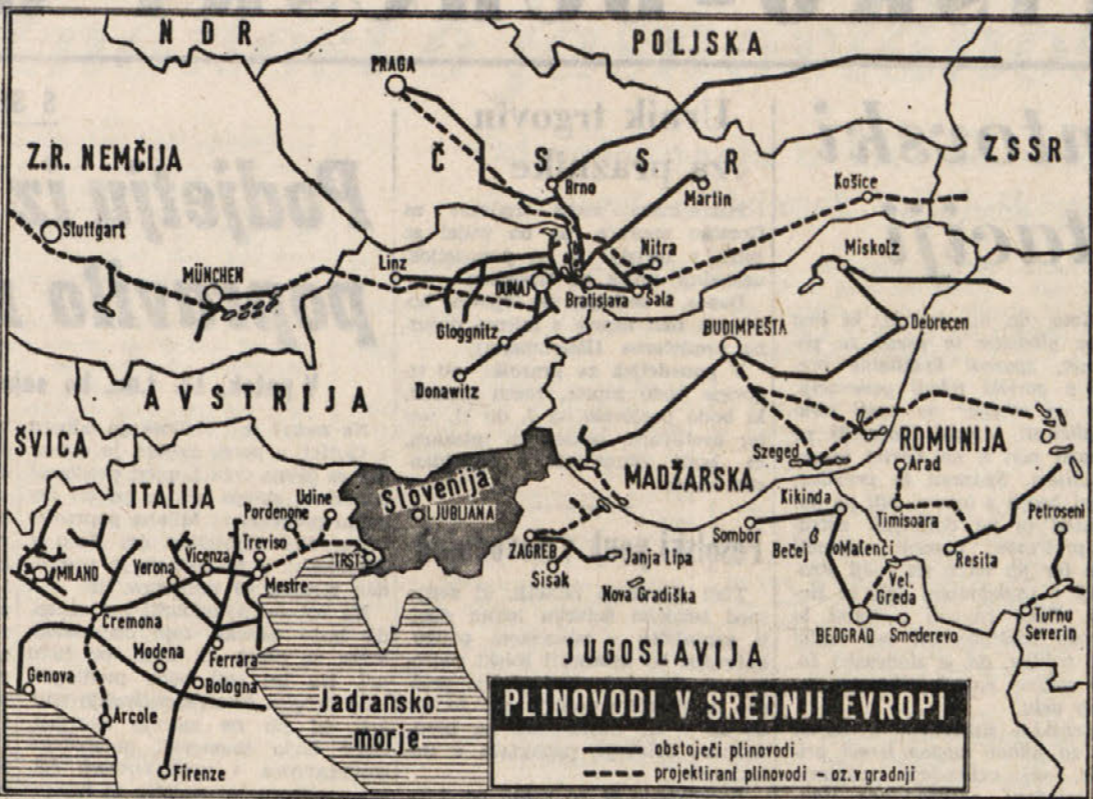 NDR
POLJSKA
PRAGA
Z.R. NEMČIJA
ČSSR
ZSSR
Brno
Martin
Košice
Stuttgart
Nitra
Miskolz
MÜNCHEN
Linz
DUNAJ
Bratislava
Sala
Gloggnitz
BUDIMPEŠTA
Debrecen
Donawitz
AVSTRIJA
ŠVICA
ROMUNIJA
Szeged
Arad
MADŽARSKA
ITALIJA
Udine
Slovenija
LJUBLJANA
Kikinda
Timisoara
Petroseni
Pordenone
Treviso
Sombor
ZAGREB
Janja Lipa
Bečej
Malenči
Resita
Vicenza
Verona
MILANO
TRST
Mestre
Sisak
Nova Gradiška
Vel. Greda
Cremona
BEOGRAD
Smederevo
Turnu Severin
Modena
Ferrara
JUGOSLAVIJA
Genova
Bologna
Jadransko
morje
Arcole
Firenze
PLINOVODI V SREDNJI EVROPI
obstoječi plinovodi
projektirani plinovodi – oz. v gradnji